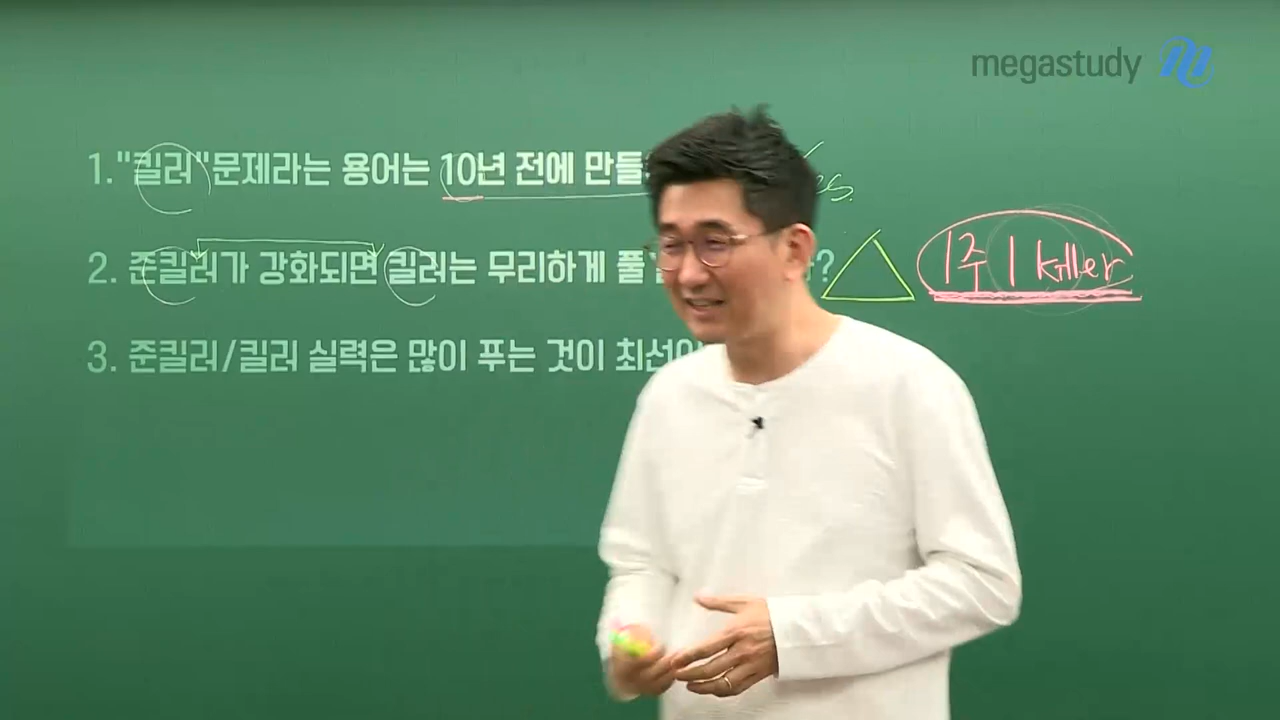 megastudy
1. "킬러"문제라는 용어는 10년 전에 만들
2. 준킬러가 강화되면 킬러는 무리하게 풀 ?
1주 1 killer
3. 준킬러/킬러 실력은 많이 푸는 것이 최선